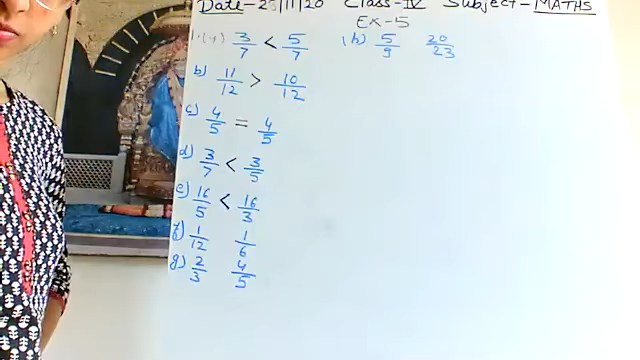 Date-25/11/20 Class-IV Subject-MATHS
Ex-5
1.(a) 3/7 < 5/7
b) 11/12 > 10/12
c) 4/5 = 4/5
d) 3/7 < 3/5
e) 16/5 < 16/3
f) 1/12 1/6
g) 2/3 4/5
(h) 5/9 20/23